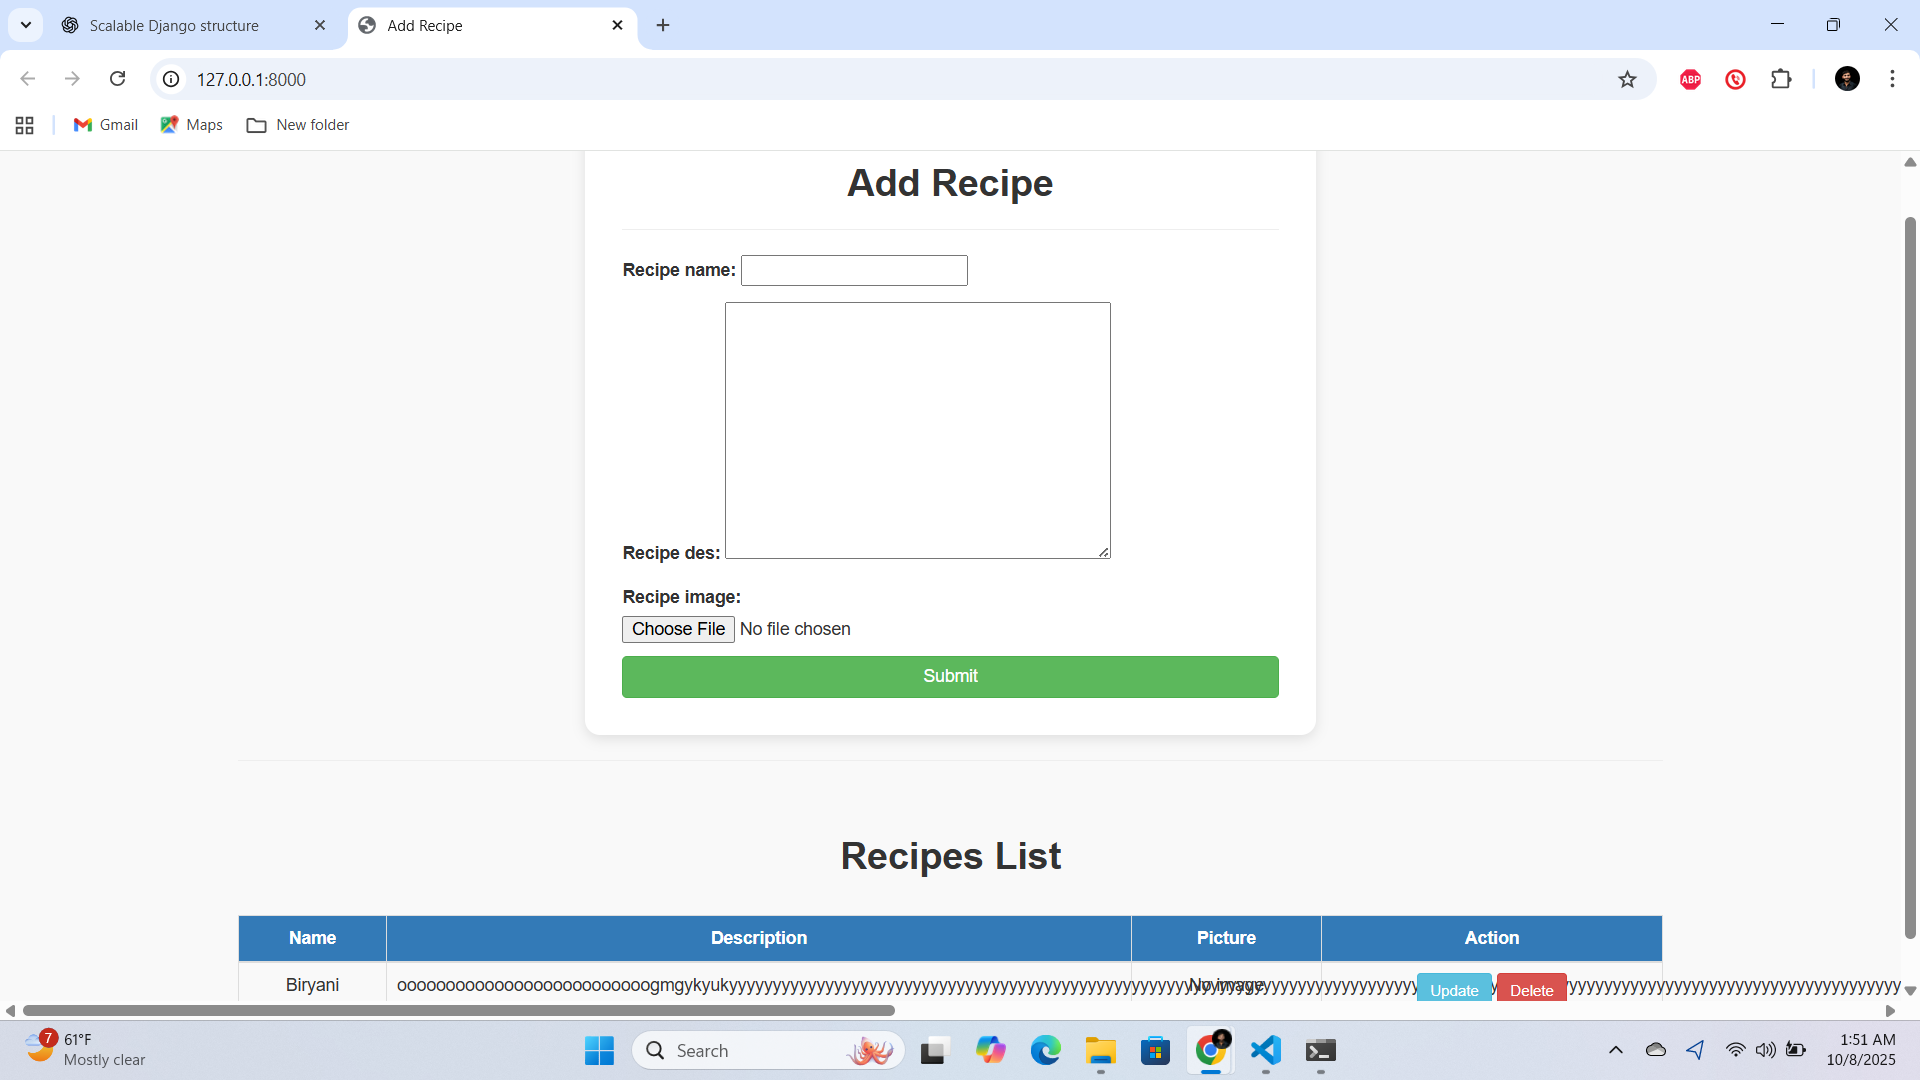 Scalable Django structure
Add Recipe
127.0.0.1:8000
ABP
Gmail
Maps
New folder
Add Recipe
Recipe name:
Recipe des:
Recipe image:
Choose File No file chosen
Submit
Recipes List
Name Description Picture Action
Biryani No image Update Delete
7
61°F
Mostly clear
Search
1:51 AM
10/8/2025